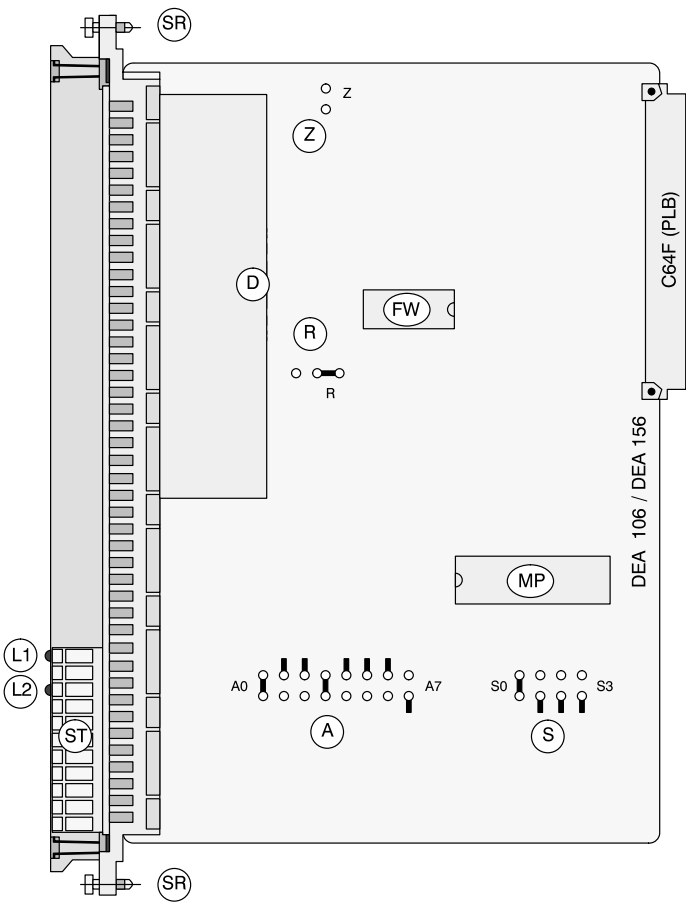 SR
Z
Z
C64F (PLB)
D
FW
R
R
DEA 106 / DEA 156
MP
L1
L2
A0
A7
S0
S3
ST
A
S
SR